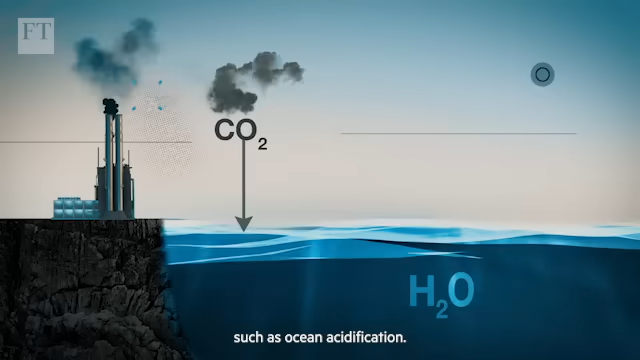 FT
CO₂
H₂O
such as ocean acidification.